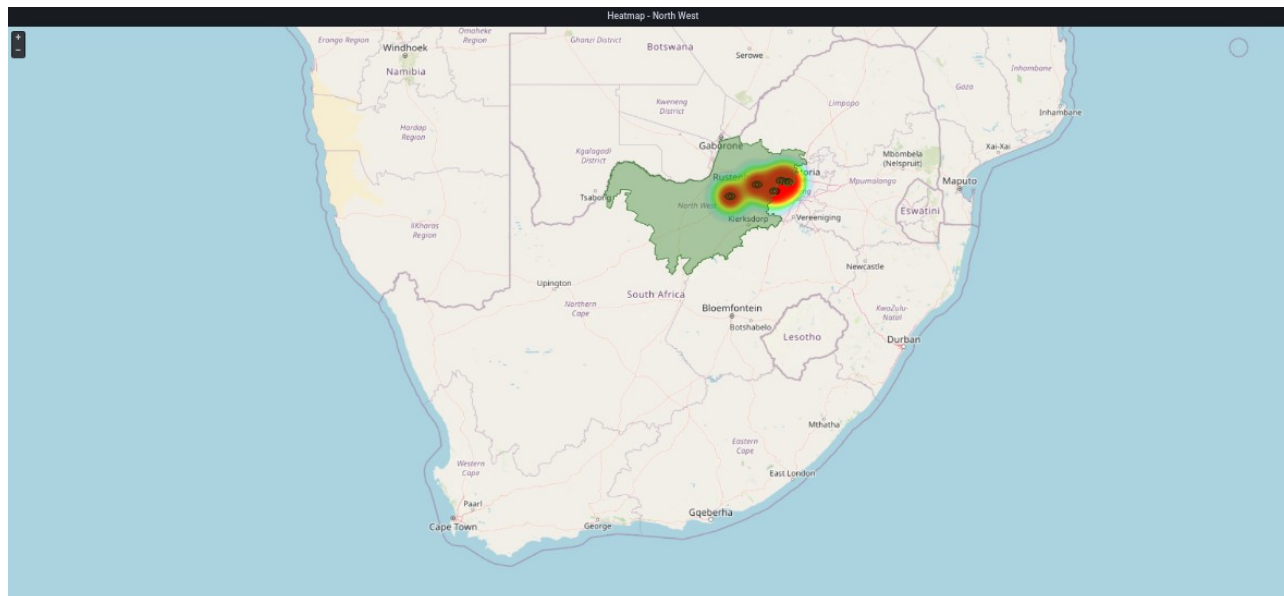 Heatmap - North West
+
−
Erongo Region
Omaheke
Region
Ghanzi District
Botswana
Serowe
Windhoek
Namibia
Inhambane
Limpopo
Gaza
Kweneng
District
Inhambane
Hardap
Region
Gaborone
Xai-Xai
Kgalagadi
District
Mbombela
(Nelspruit)
Maputo
Mpumalanga
Tsabong
North West
Eswatini
Klerksdorp
Vereeniging
IIKharas
Region
Newcastle
Upington
South Africa
Northern
Cape
Bloemfontein
KwaZulu-
Natal
Botshabelo
Lesotho
Durban
Mthatha
Eastern
Cape
Western
Cape
East London
Paarl
Gqeberha
Cape Town
George